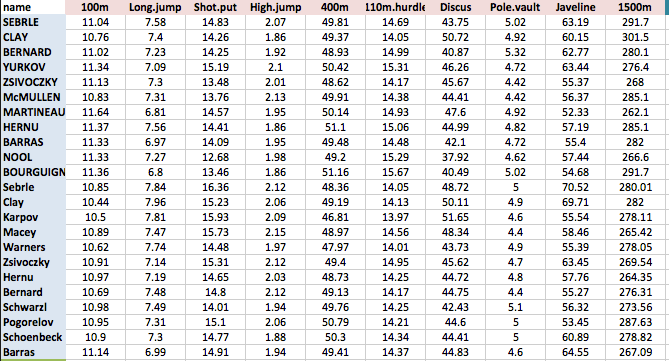 name 100m Long.jump Shot.put High.jump 400m 110m.hurdle Discus Pole.vault Javeline 1500m
SEBRLE 11.04 7.58 14.83 2.07 49.81 14.69 43.75 5.02 63.19 291.7
CLAY 10.76 7.4 14.26 1.86 49.37 14.05 50.72 4.92 60.15 301.5
BERNARD 11.02 7.23 14.25 1.92 48.93 14.99 40.87 5.32 62.77 280.1
YURKOV 11.34 7.09 15.19 2.1 50.42 15.31 46.26 4.72 63.44 276.4
ZSIVOCZKY 11.13 7.3 13.48 2.01 48.62 14.17 45.67 4.42 55.37 268
McMULLEN 10.83 7.31 13.76 2.13 49.91 14.38 44.41 4.42 56.37 285.1
MARTINEAU 11.64 6.81 14.57 1.95 50.14 14.93 47.6 4.92 52.33 262.1
HERNU 11.37 7.56 14.41 1.86 51.1 15.06 44.99 4.82 57.19 285.1
BARRAS 11.33 6.97 14.09 1.95 49.48 14.48 42.1 4.72 55.4 282
NOOL 11.33 7.27 12.68 1.98 49.2 15.29 37.92 4.62 57.44 266.6
BOURGUIGN 11.36 6.8 13.46 1.86 51.16 15.67 40.49 5.02 54.68 291.7
Sebrle 10.85 7.84 16.36 2.12 48.36 14.05 48.72 5 70.52 280.01
Clay 10.44 7.96 15.23 2.06 49.19 14.13 50.11 4.9 69.71 282
Karpov 10.5 7.81 15.93 2.09 46.81 13.97 51.65 4.6 55.54 278.11
Macey 10.89 7.47 15.73 2.15 48.97 14.56 48.34 4.4 58.46 265.42
Warners 10.62 7.74 14.48 1.97 47.97 14.01 43.73 4.9 55.39 278.05
Zsivoczky 10.91 7.14 15.31 2.12 49.4 14.95 45.62 4.7 63.45 269.54
Hernu 10.97 7.19 14.65 2.03 48.73 14.25 44.72 4.8 57.76 264.35
Bernard 10.69 7.48 14.8 2.12 49.13 14.17 44.75 4.4 55.27 276.31
Schwarzl 10.98 7.49 14.01 1.94 49.76 14.25 42.43 5.1 56.32 273.56
Pogorelov 10.95 7.31 15.1 2.06 50.79 14.21 44.6 5 53.45 287.63
Schoenbeck 10.9 7.3 14.77 1.88 50.3 14.34 44.41 5 60.89 278.82
Barras 11.14 6.99 14.91 1.94 49.41 14.37 44.83 4.6 64.55 267.09